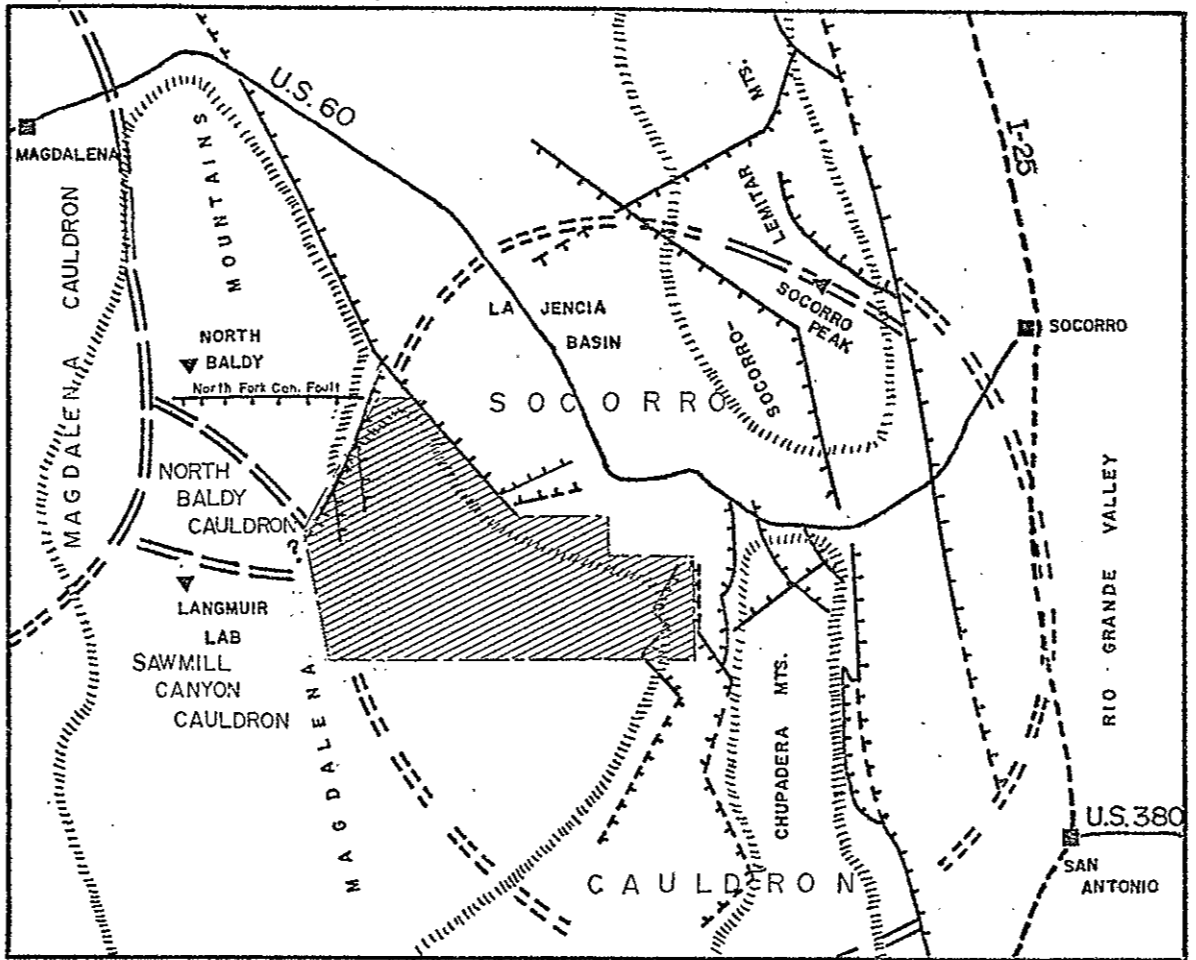 U.S. 60
MTS.
I-25
MAGDALENA
MOUNTAINS
LEMITAR
MAGDALENA CAULDRON
LA JENCIA
BASIN
SOCORRO
PEAK
SOCORRO
NORTH
BALDY
North Fork Can. Fault
SOCORRO-
SOCORRO
NORTH
BALDY
CAULDRON
?
RIO GRANDE VALLEY
LANGMUIR
LAB
SAWMILL
CANYON
CAULDRON
MAGDALENA
CHUPADERA MTS.
U.S. 380
SAN
ANTONIO
CAULDRON